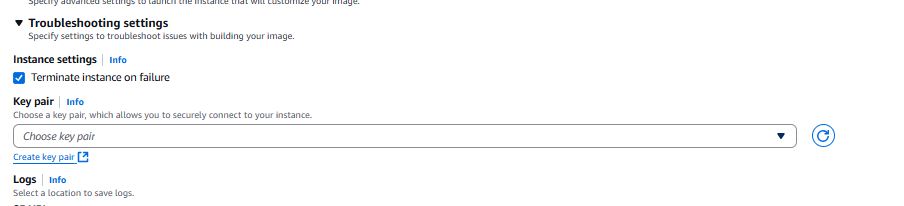 Specify advanced settings to launch the instance that will customize your image.
Troubleshooting settings
Specify settings to troubleshoot issues with building your image.
Instance settings Info
Terminate instance on failure
Key pair Info
Choose a key pair, which allows you to securely connect to your instance.
Choose key pair
Create key pair
Logs Info
Select a location to save logs.